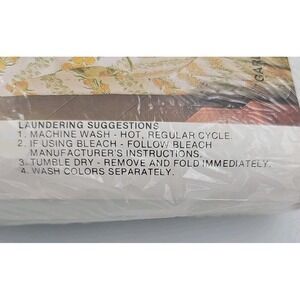 LAUNDERING SUGGESTIONS
1. MACHINE WASH - HOT, REGULAR CYCLE.
2. IF USING BLEACH - FOLLOW BLEACH
MANUFACTURER'S INSTRUCTIONS.
3. TUMBLE DRY - REMOVE AND FOLD IMMEDIATELY.
4. WASH COLORS SEPARATELY.